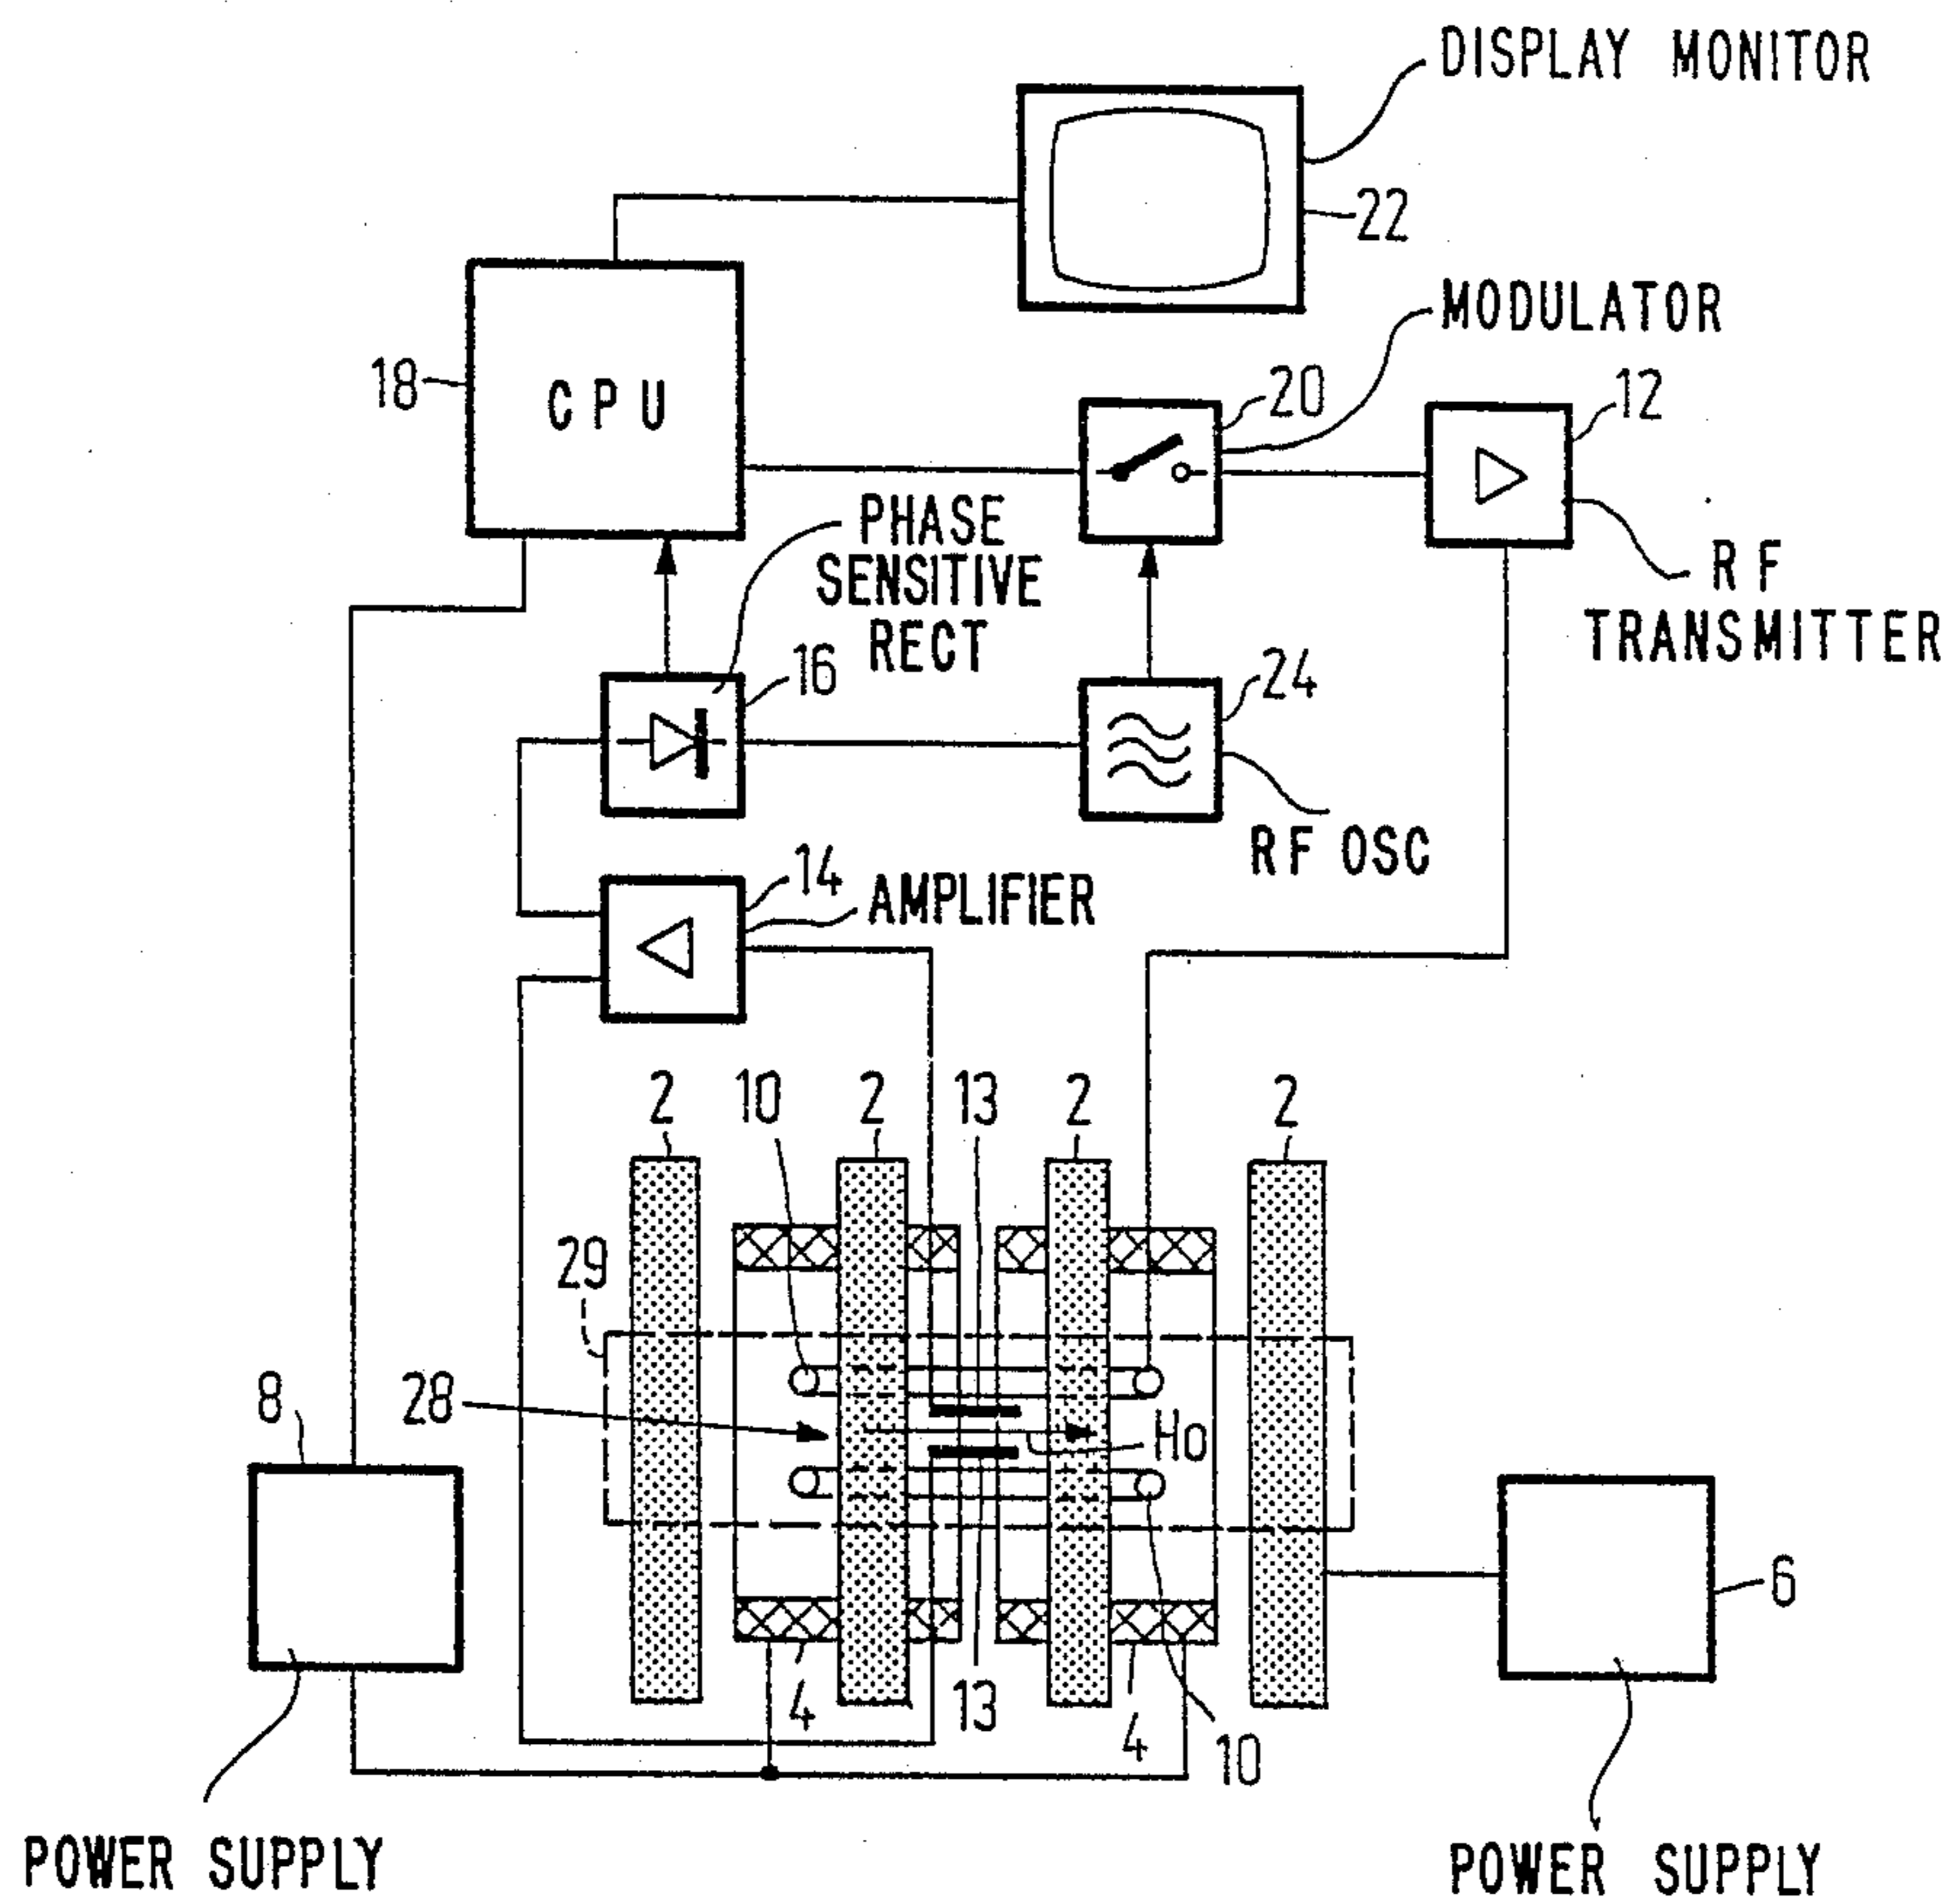 DISPLAY MONITOR
22
MODULATOR
18
CPU
20
12
PHASE
SENSITIVE
RECT
RF
TRANSMITTER
16
24
RF OSC
14
AMPLIFIER
2
10
2
13
2
2
29
28
8
H0
6
4
13
4
10
POWER SUPPLY
POWER SUPPLY